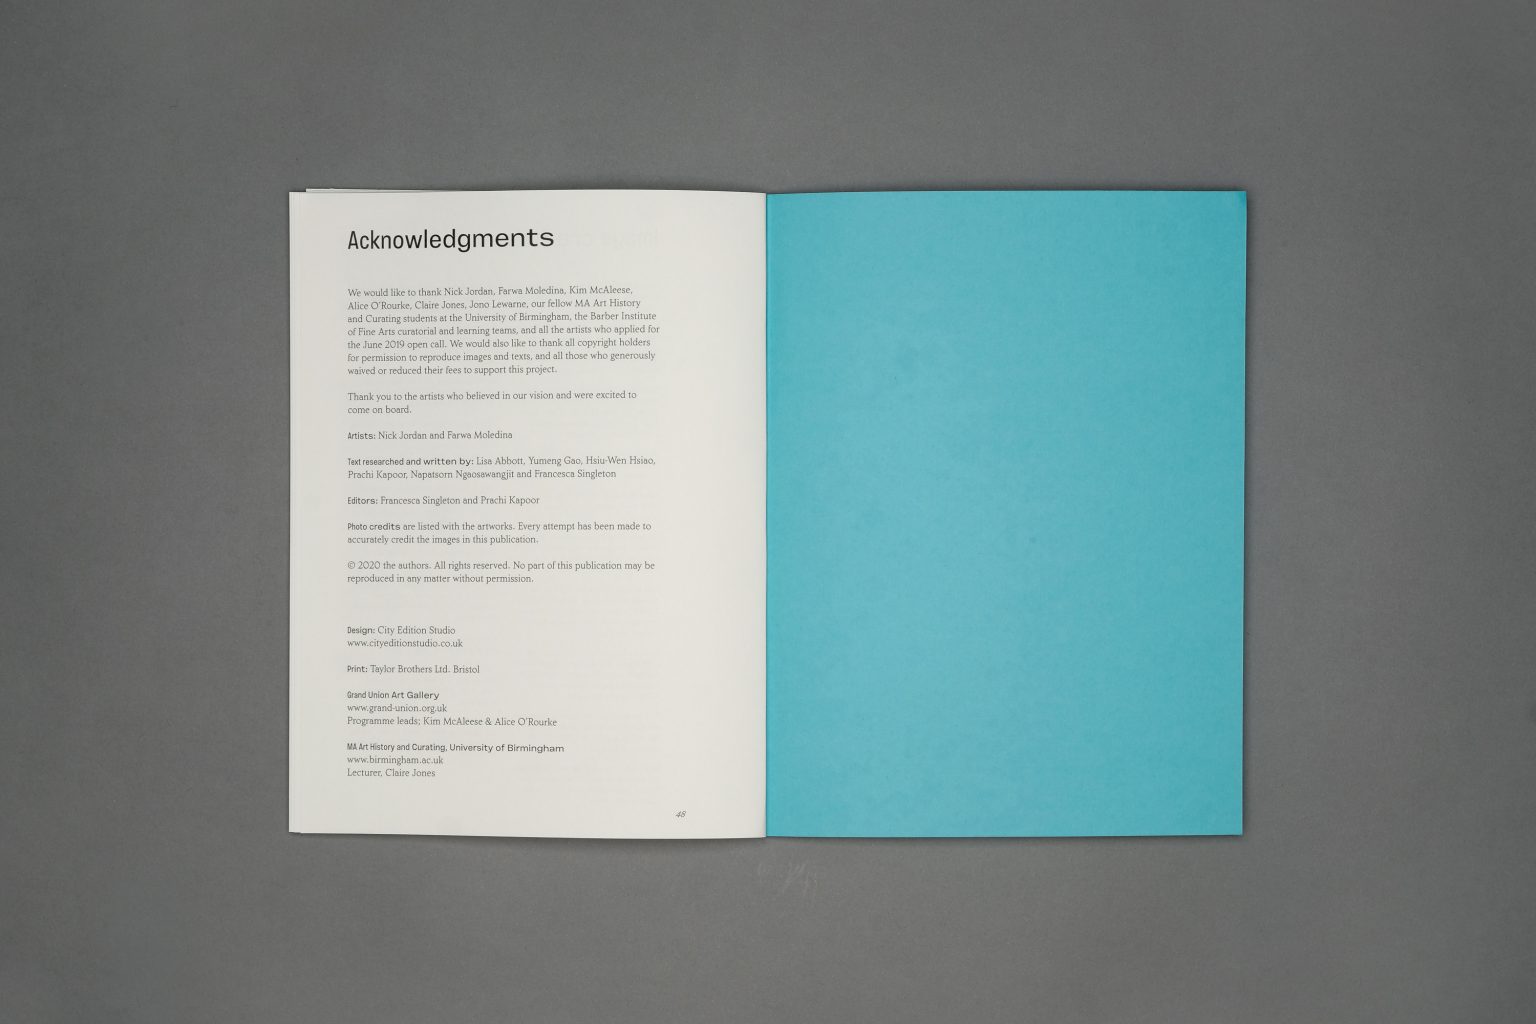 Acknowledgments
We would like to thank Nick Jordan, Farwa Moledina, Kim McAleese,
Alice O'Rourke, Claire Jones, Jono Lewarne, our fellow MA Art History
and Curating students at the University of Birmingham, the Barber Institute
of Fine Arts curatorial and learning teams, and all the artists who applied for
the June 2019 open call. We would also like to thank all copyright holders
for permission to reproduce images and texts, and all those who generously
waived or reduced their fees to support this project.
Thank you to the artists who believed in our vision and were excited to
come on board.
Artists: Nick Jordan and Farwa Moledina
Text researched and written by: Lisa Abbott, Yumeng Gao, Hsiu-Wen Hsiao,
Prachi Kapoor, Napatsorn Ngaosawangjit and Francesca Singleton
Editors: Francesca Singleton and Prachi Kapoor
Photo credits are listed with the artworks. Every attempt has been made to
accurately credit the images in this publication.
© 2020 the authors. All rights reserved. No part of this publication may be
reproduced in any matter without permission.
Design: City Edition Studio
www.cityeditionstudio.co.uk
Print: Taylor Brothers Ltd. Bristol
Grand Union Art Gallery
www.grand-union.org.uk
Programme leads; Kim McAleese & Alice O'Rourke
MA Art History and Curating, University of Birmingham
www.birmingham.ac.uk
Lecturer, Claire Jones